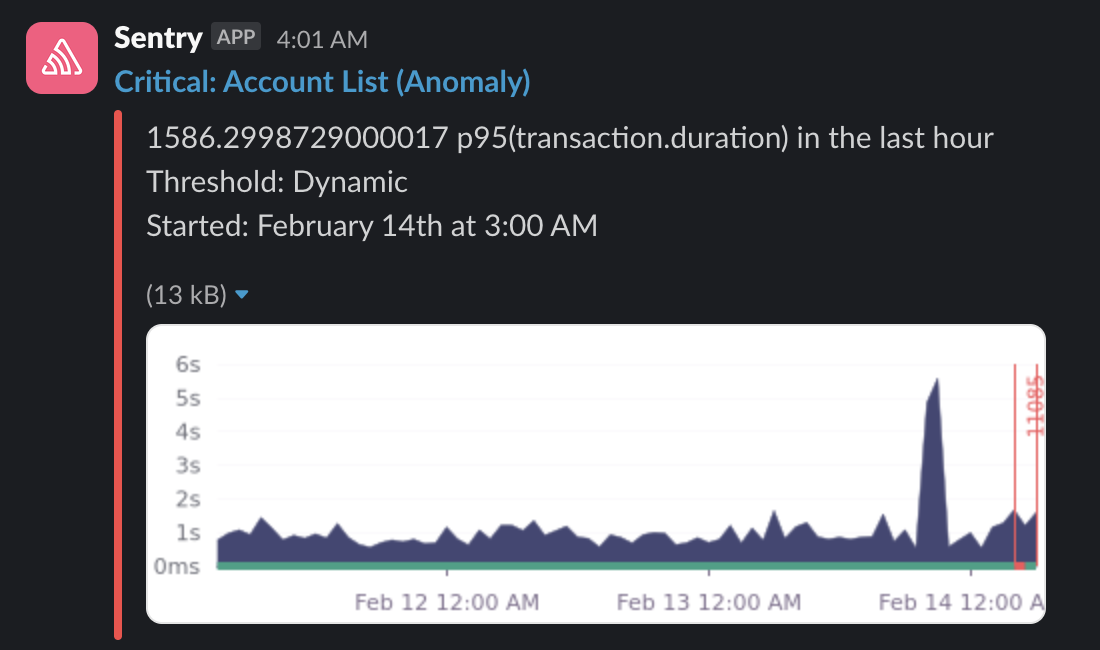 Sentry APP 4:01 AM
Critical: Account List (Anomaly)
1586.2998729000017 p95(transaction.duration) in the last hour
Threshold: Dynamic
Started: February 14th at 3:00 AM
(13 kB)
6s
5s
4s
3s
2s
1s
0ms
11085
Feb 12 12:00 AM
Feb 13 12:00 AM
Feb 14 12:00 A